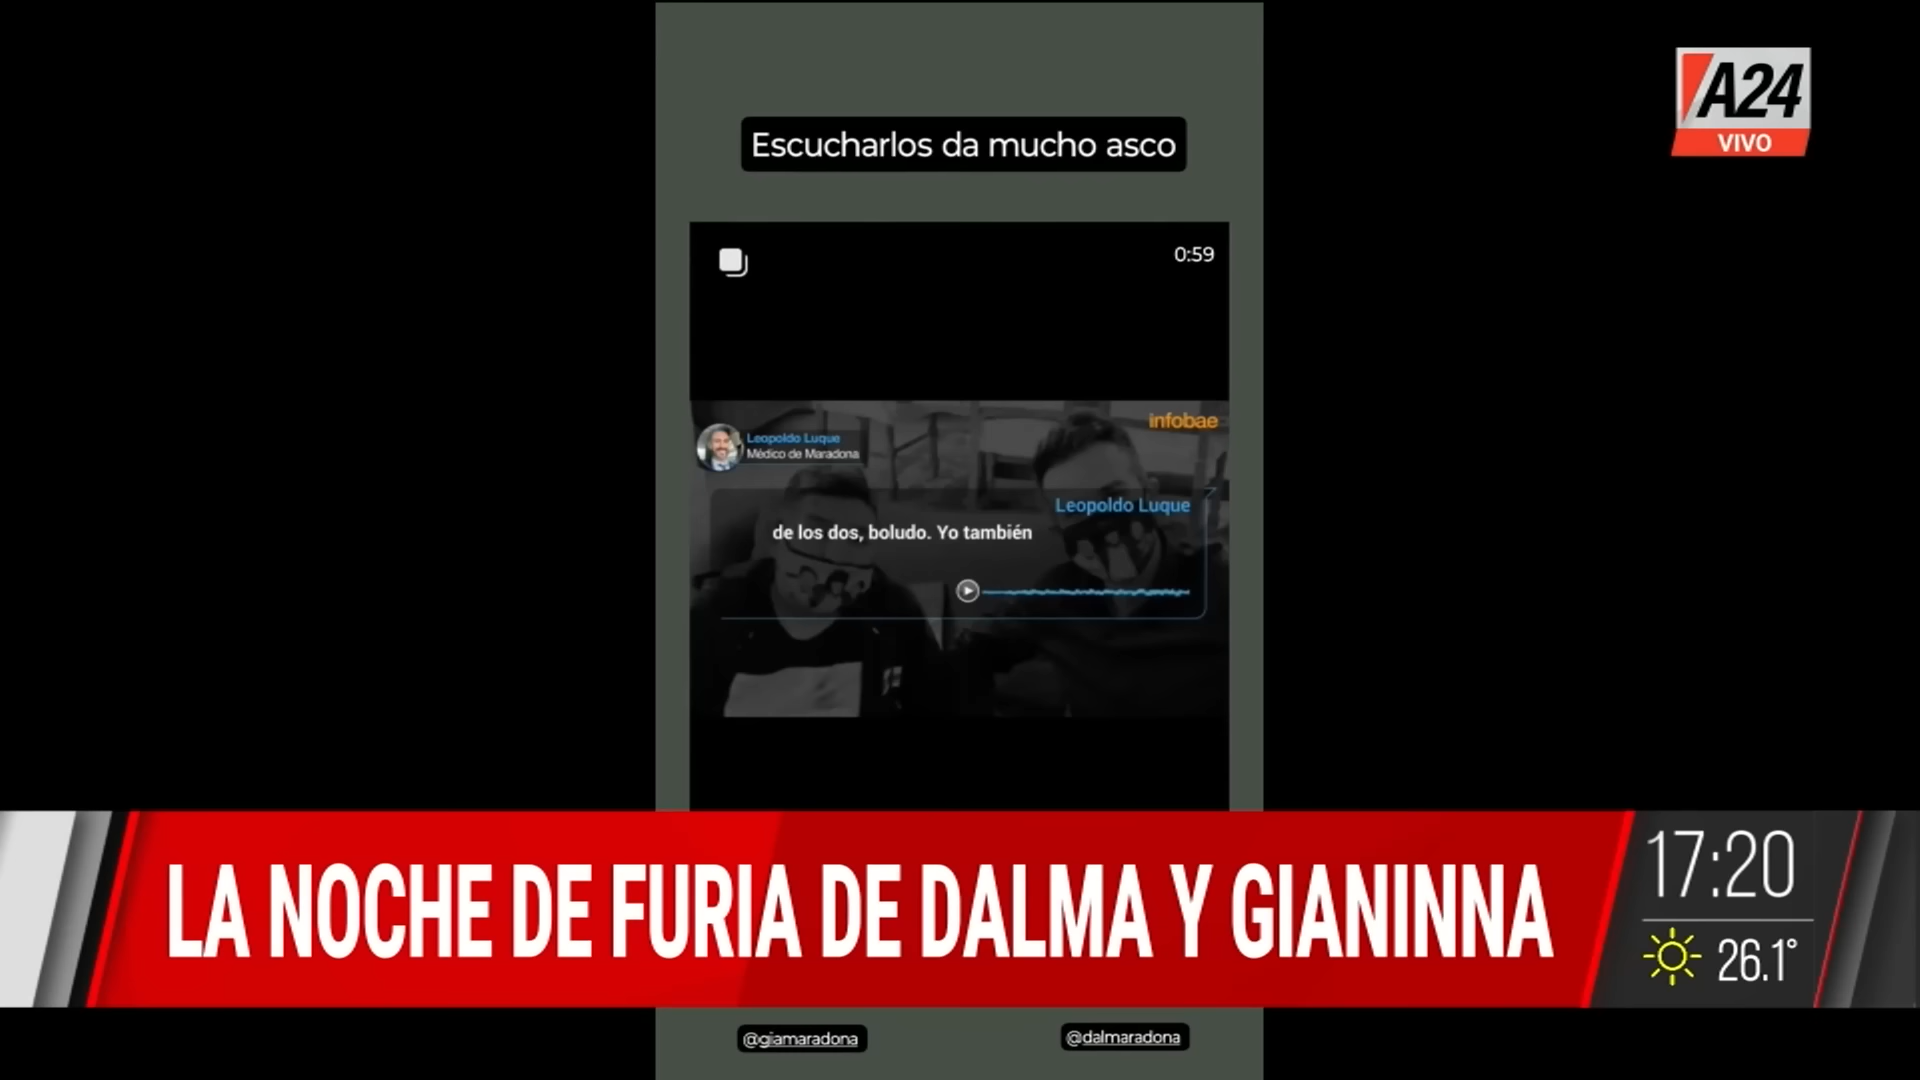 A24
VIVO
Escucharlos da mucho asco
0:59
infobae
Leopoldo Luque
Médico de Maradona
Leopoldo Luque
de los dos, boludo. Yo también
LA NOCHE DE FURIA DE DALMA Y GIANINNA
17:20
26.1°
@giamaradona
@dalmaradona